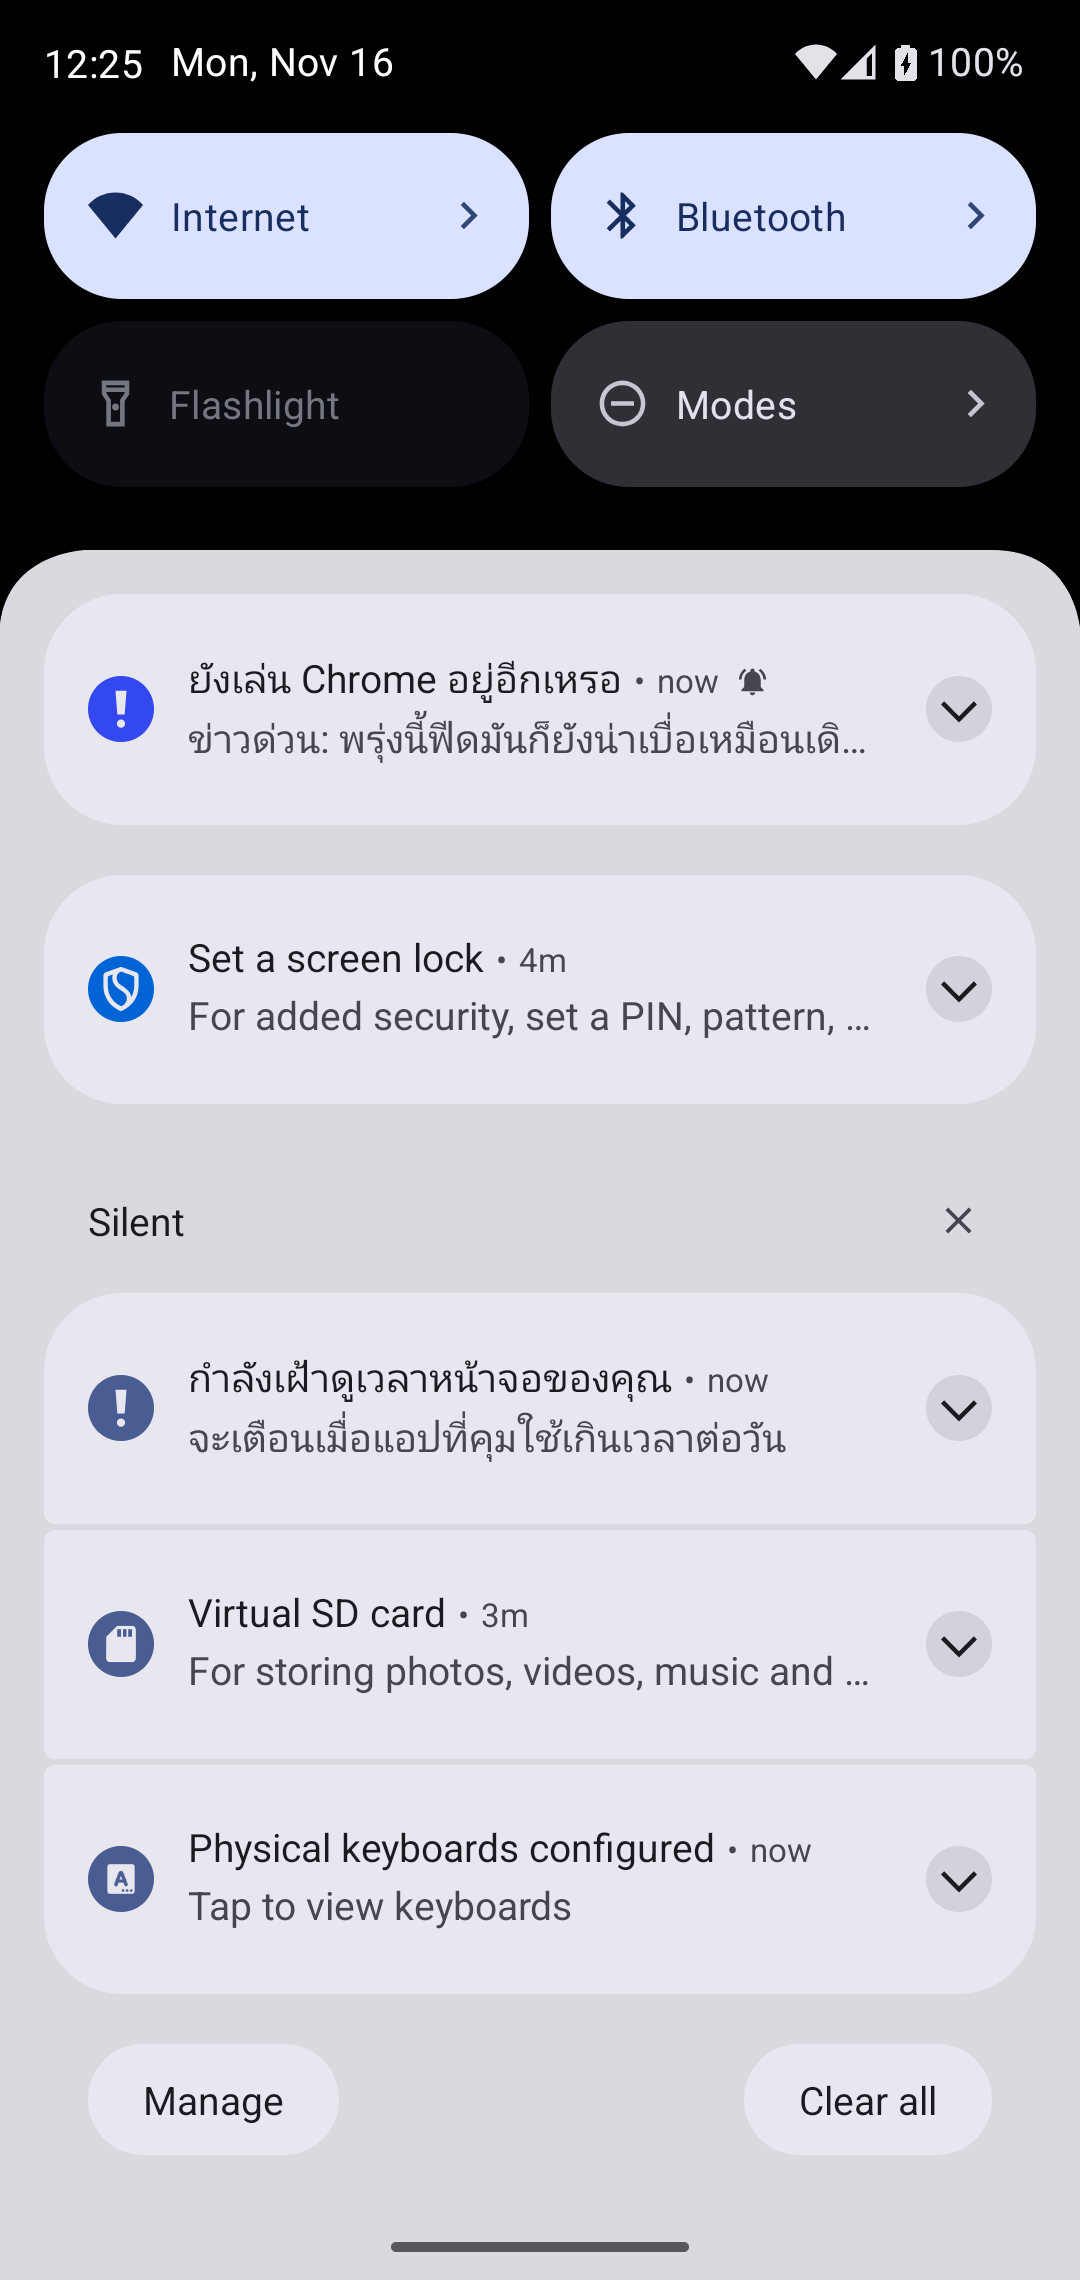 12:25 Mon, Nov 16 100%
Internet
Bluetooth
Flashlight
Modes
ยังเล่น Chrome อยู่อีกเหรอ • now
ข่าวด่วน: พรุ่งนี้ฟีดมันก็ยังน่าเบื่อเหมือนเดิ...
Set a screen lock • 4m
For added security, set a PIN, pattern, ...
Silent
กำลังเฝ้าดูเวลาหน้าจอของคุณ • now
จะเตือนเมื่อแอปที่คุมใช้เกินเวลาต่อวัน
Virtual SD card • 3m
For storing photos, videos, music and ...
Physical keyboards configured • now
Tap to view keyboards
Manage
Clear all